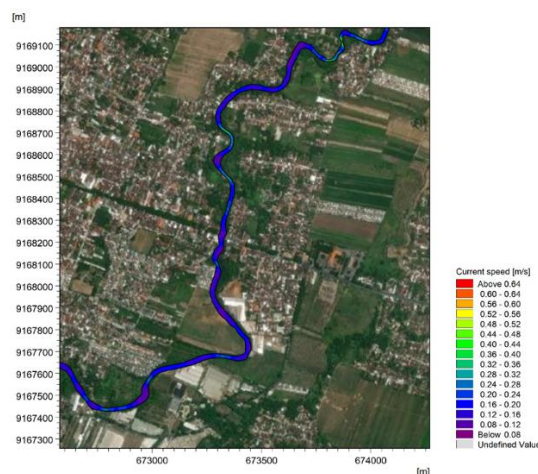 [m]
9169100
9169000
9168900
9168800
9168700
9168600
9168500
9168400
9168300
9168200
9168100
9168000
9167900
9167800
9167700
9167600
9167500
9167400
9167300
673000 673500 674000
[m]
Current speed [m/s]
Above 0.64
0.60 - 0.64
0.56 - 0.60
0.52 - 0.56
0.48 - 0.52
0.44 - 0.48
0.40 - 0.44
0.36 - 0.40
0.32 - 0.36
0.28 - 0.32
0.24 - 0.28
0.20 - 0.24
0.16 - 0.20
0.12 - 0.16
0.08 - 0.12
Below 0.08
Undefined Value